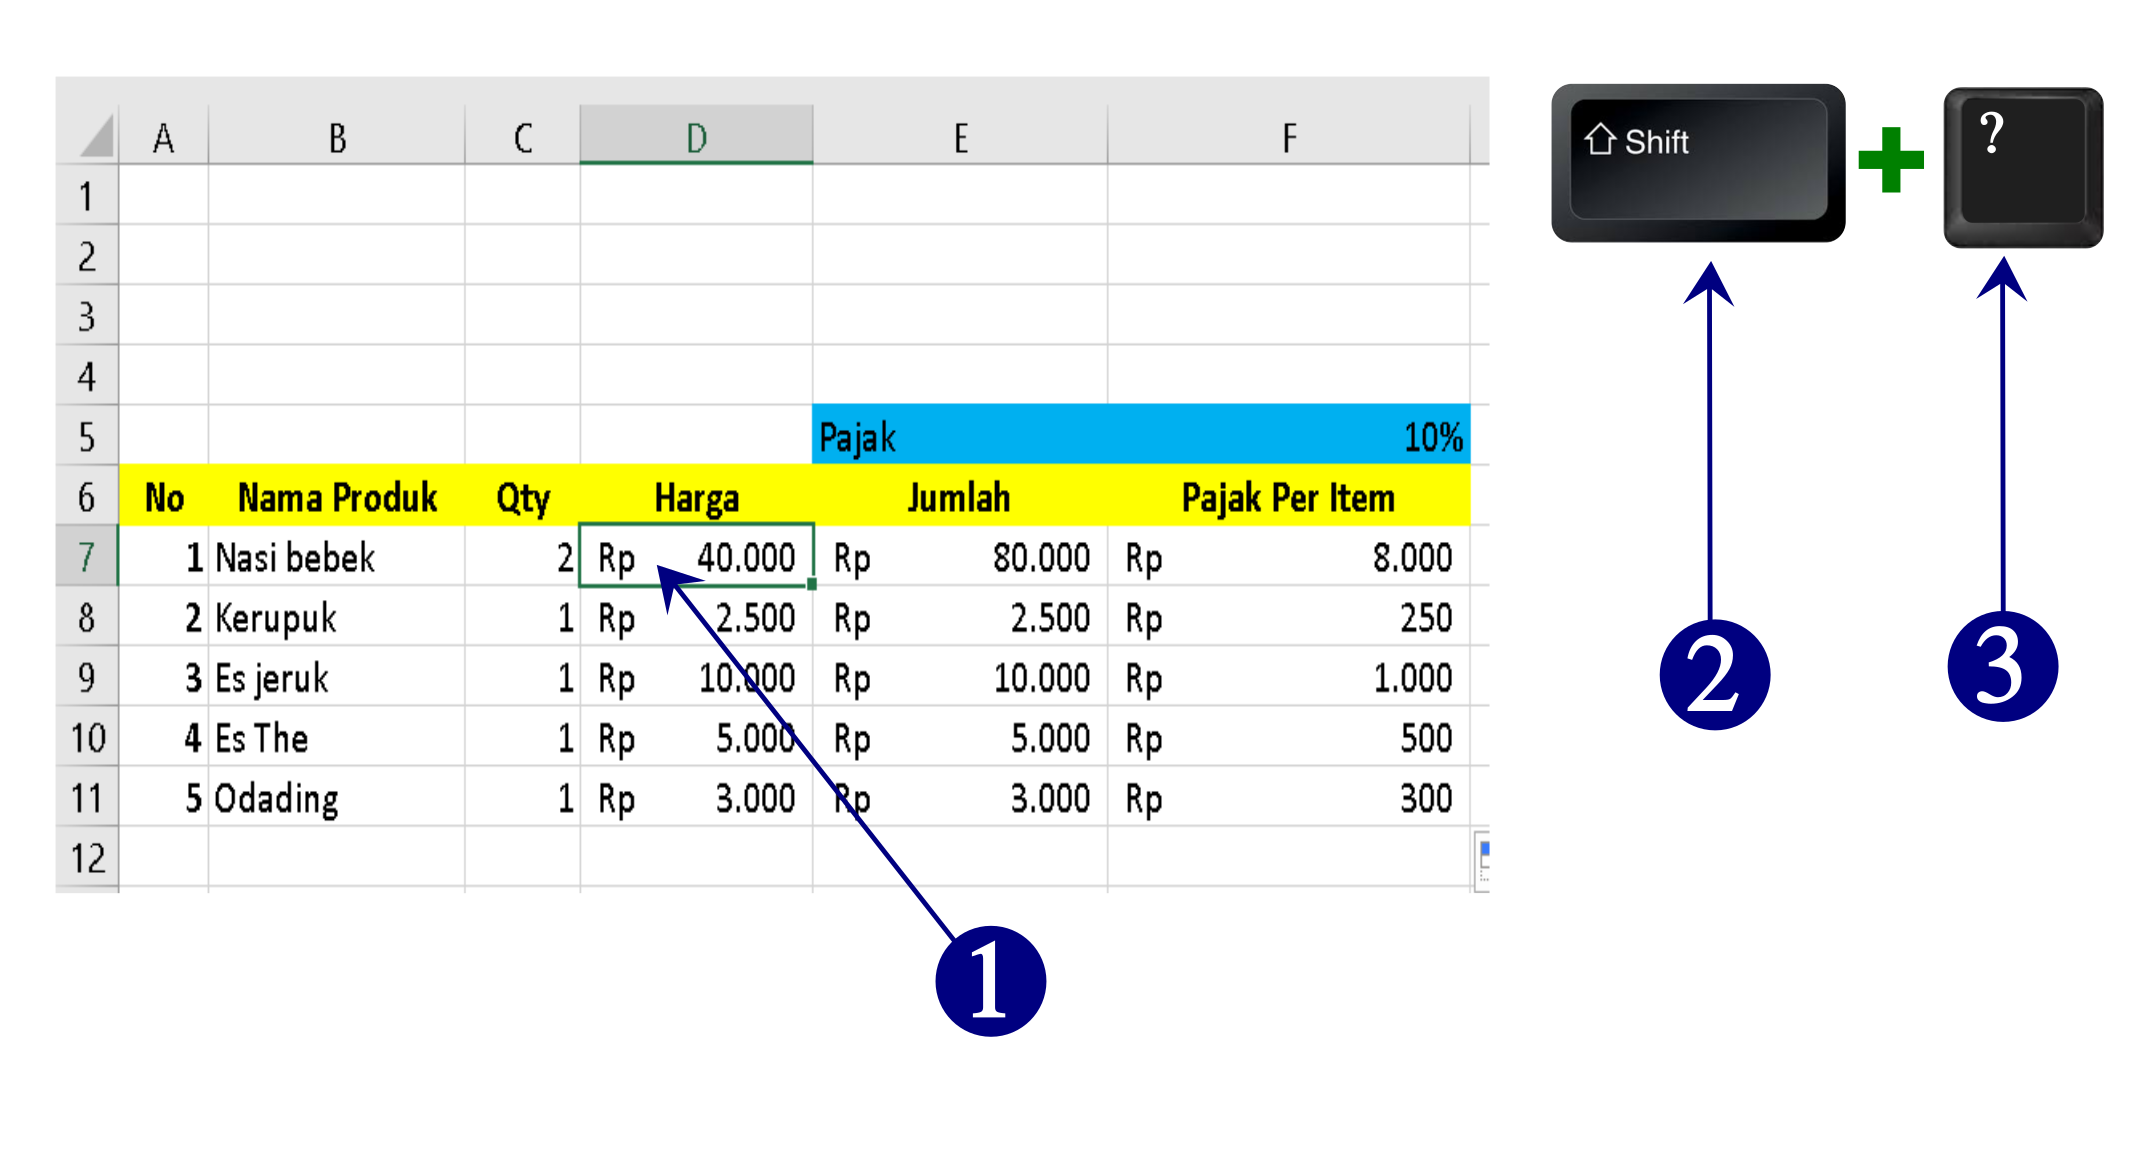 A B C D E F
1
2
3
4
5 Pajak 10%
6 No Nama Produk Qty Harga Jumlah Pajak Per Item
7 1 Nasi bebek 2 Rp 40.000 Rp 80.000 Rp 8.000
8 2 Kerupuk 1 Rp 2.500 Rp 2.500 Rp 250
9 3 Es jeruk 1 Rp 10.000 Rp 10.000 Rp 1.000
10 4 Es The 1 Rp 5.000 Rp 5.000 Rp 500
11 5 Odading 1 Rp 3.000 Rp 3.000 Rp 300
12
Shift + ?
2 3
1